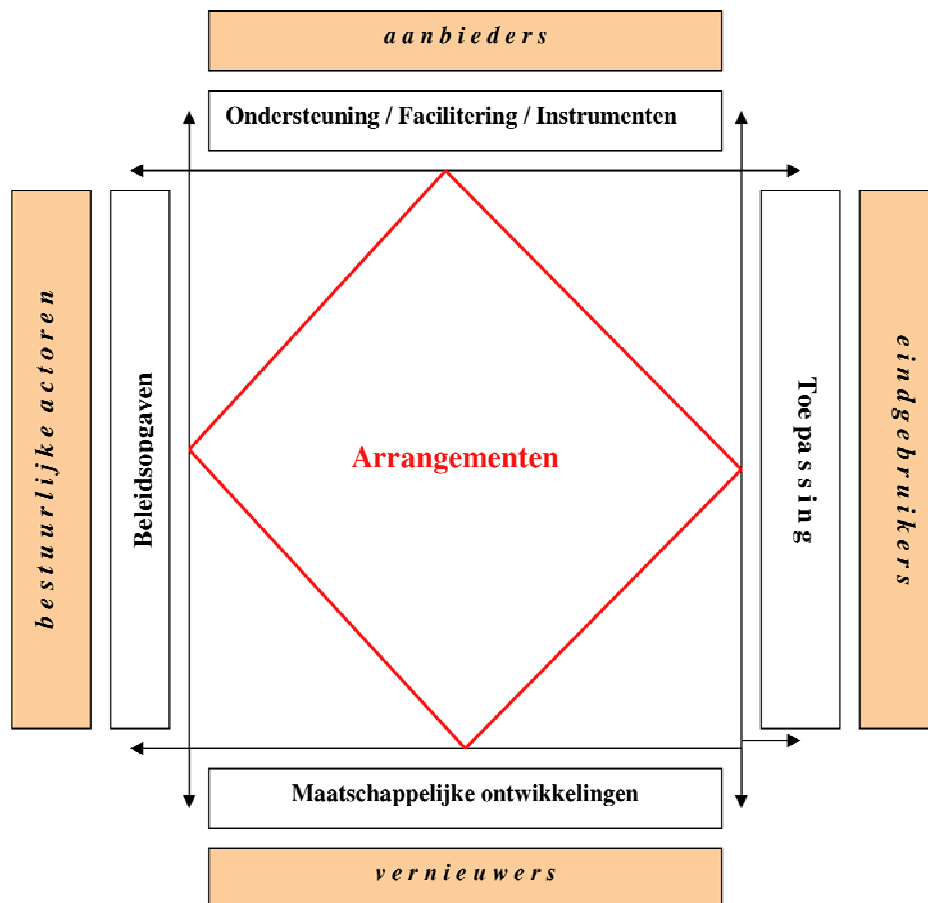 aanbieders
Ondersteuning / Facilitering / Instrumenten
bestuurlijke actoren
Beleidsopgaven
Arrangementen
Toepassing
eindgebruikers
Maatschappelijke ontwikkelingen
vernieuwers